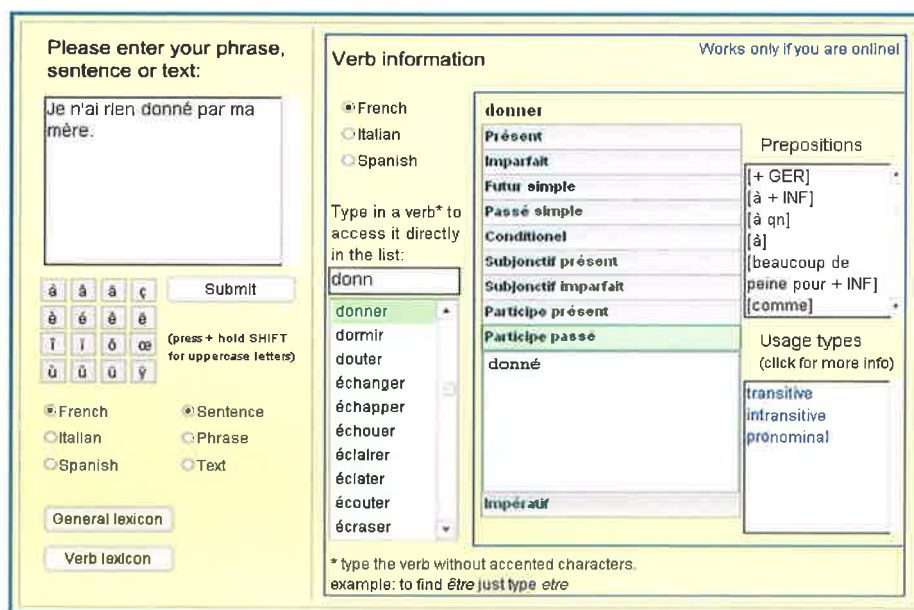 Please enter your phrase,
sentence or text:
Je n'ai rien donné par ma
mère.
à á ä ç
è é ê ë
î ï ô œ
ù û ü ÿ
Submit
(press + hold SHIFT
for uppercase letters)
French
Italian
Spanish
Sentence
Phrase
Text
General lexicon
Verb lexicon
Verb information
Works only if you are online!
French
Italian
Spanish
Type in a verb* to
access it directly
in the list:
donn
donner
dormir
douter
échanger
échapper
échouer
éclairer
éclater
écouter
écraser
donner
Présent
Imparfait
Futur simple
Passé simple
Conditionel
Subjonctif présent
Subjonctif imparfait
Participe présent
Participe passé
donné
Impératif
Prepositions
[+ GER]
[à + INF]
[à qn]
[à]
[beaucoup de
peine pour + INF]
[comme]
Usage types
(click for more info)
transitive
intransitive
pronominal
* type the verb without accented characters.
example: to find être just type etre